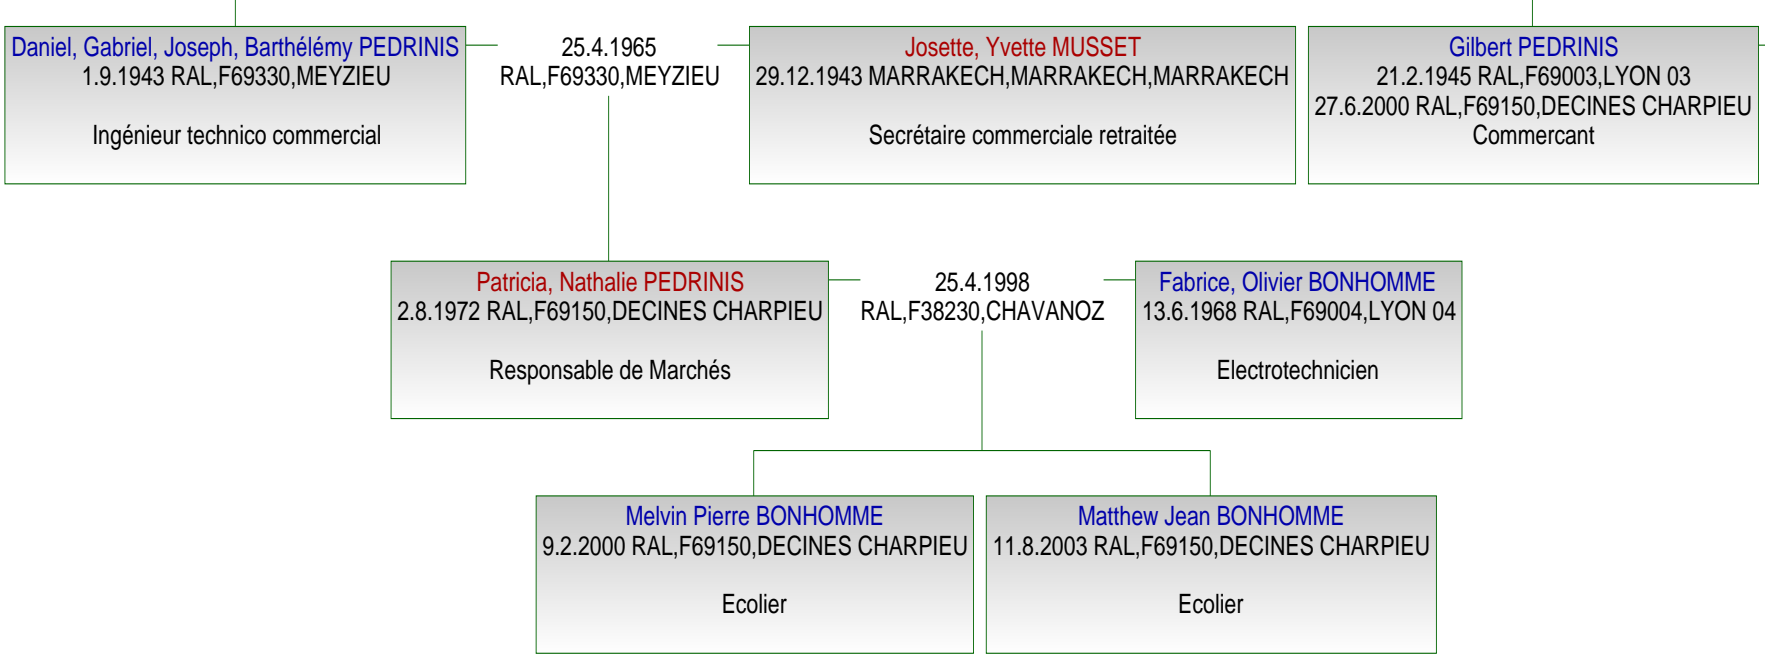 Daniel, Gabriel, Joseph, Barthélémy PEDRINIS
1.9.1943 RAL,F69330,MEYZIEU
Ingénieur technico commercial
25.4.1965
RAL,F69330,MEYZIEU
Josette, Yvette MUSSET
29.12.1943 MARRAKECH,MARRAKECH,MARRAKECH
Secrétaire commerciale retraitée
Gilbert PEDRINIS
21.2.1945 RAL,F69003,LYON 03
27.6.2000 RAL,F69150,DECINES CHARPIEU
Commercant
Patricia, Nathalie PEDRINIS
2.8.1972 RAL,F69150,DECINES CHARPIEU
Responsable de Marchés
25.4.1998
RAL,F38230,CHAVANOZ
Fabrice, Olivier BONHOMME
13.6.1968 RAL,F69004,LYON 04
Electrotechnicien
Melvin Pierre BONHOMME
9.2.2000 RAL,F69150,DECINES CHARPIEU
Ecolier
Matthew Jean BONHOMME
11.8.2003 RAL,F69150,DECINES CHARPIEU
Ecolier